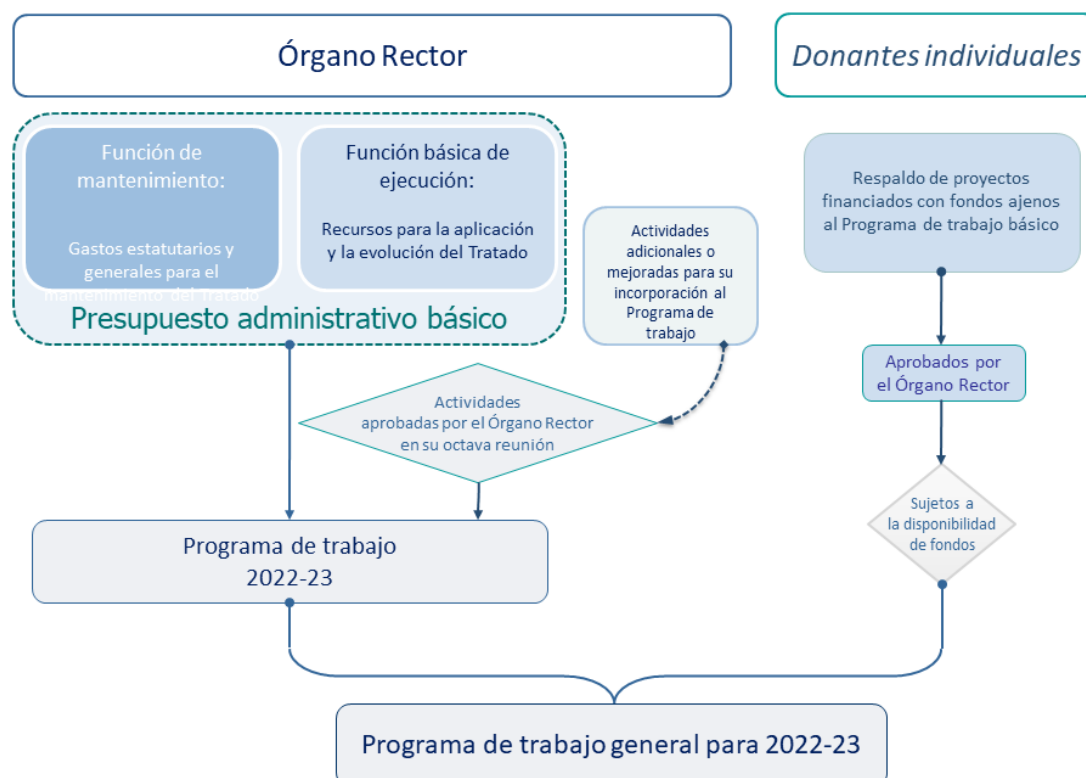 Órgano Rector
Donantes individuales
Función de
mantenimiento:
Gastos estatutarios y
generales para el
mantenimiento del Tratado
Función básica de
ejecución:
Recursos para la aplicación
y la evolución del Tratado
Presupuesto administrativo básico
Actividades
adicionales o
mejoradas para su
incorporación al
Programa de
trabajo
Respaldo de proyectos
financiados con fondos ajenos
al Programa de trabajo básico
Aprobados por
el Órgano Rector
Actividades
aprobadas por el Órgano Rector
en su octava reunión
Sujetos a
la disponibilidad
de fondos
Programa de trabajo
2022-23
Programa de trabajo general para 2022-23